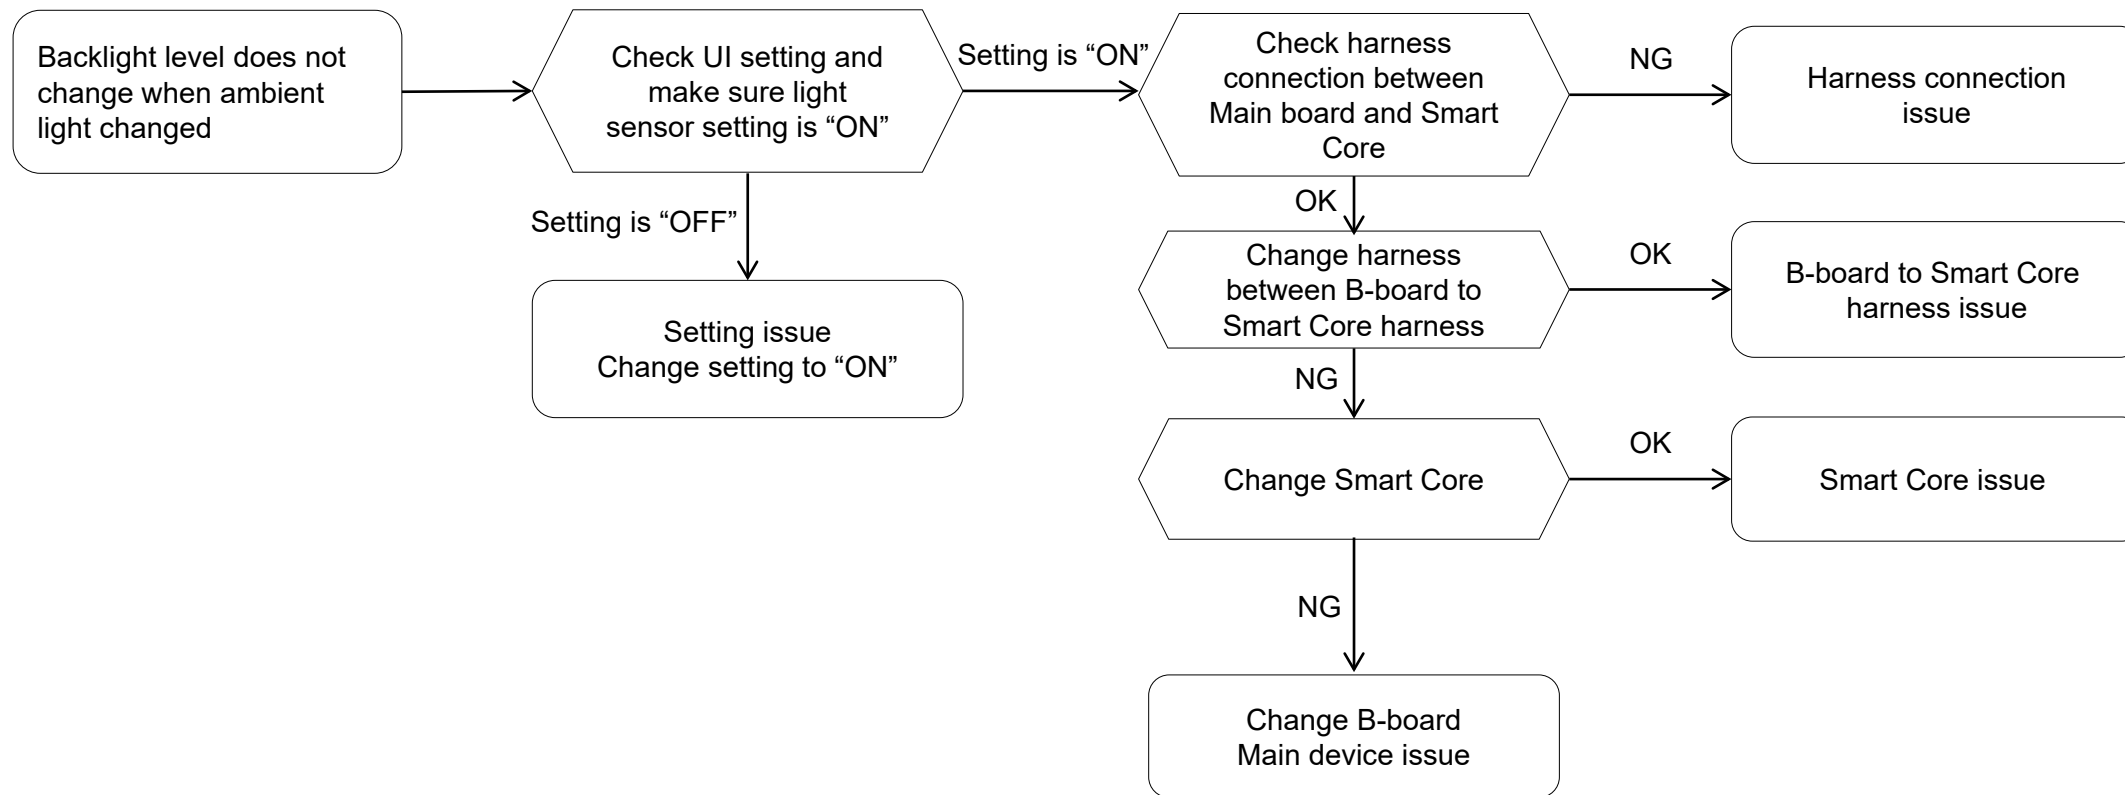 Backlight level does not
change when ambient
light changed
Check UI setting and
make sure light
sensor setting is “ON”
Setting is “ON”
Check harness
connection between
Main board and Smart
Core
NG
Harness connection
issue
Setting is “OFF”
Setting issue
Change setting to “ON”
OK
Change harness
between B-board to
Smart Core harness
OK
B-board to Smart Core
harness issue
NG
Change Smart Core
OK
Smart Core issue
NG
Change B-board
Main device issue